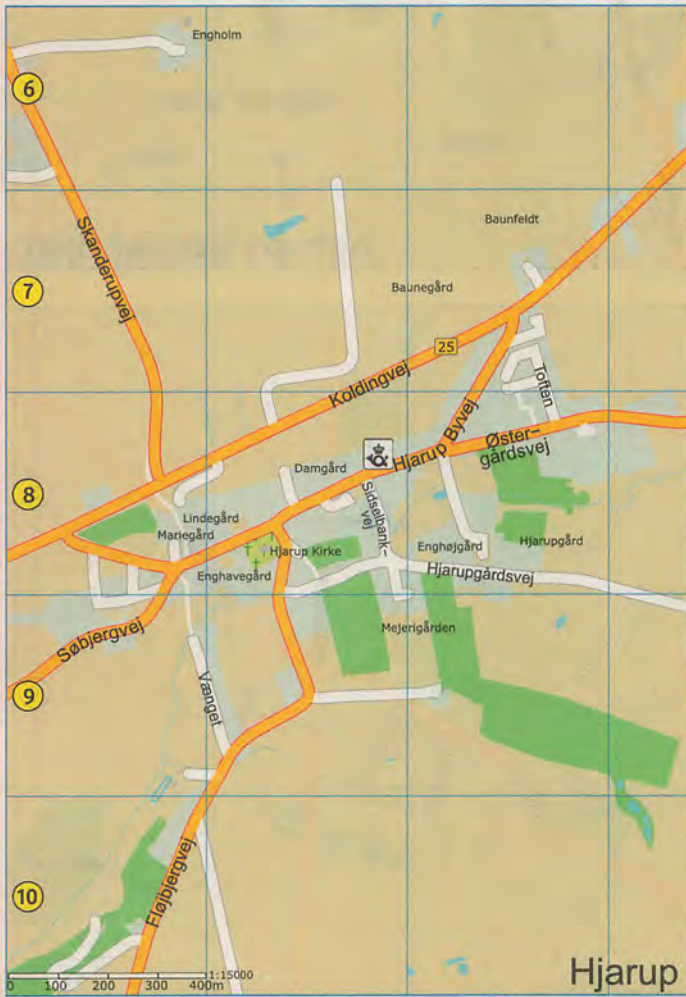 Engholm
6
Skanderupvej
Baunfeldt
7
Baunegård
25
Koldingvej
Toften
Hjarup Byvej
Øster-
gårdsvej
Damgård
8
Sidselbank-
vej
Lindegård
Mariegård
Hjarup Kirke
Enghøjgård
Hjarupgård
Enghavegård
Hjarupgårdsvej
Søbjergvej
Mejerigården
9
Vænget
10
Fløjbjergvej
1:15000
0 100 200 300 400m
Hjarup